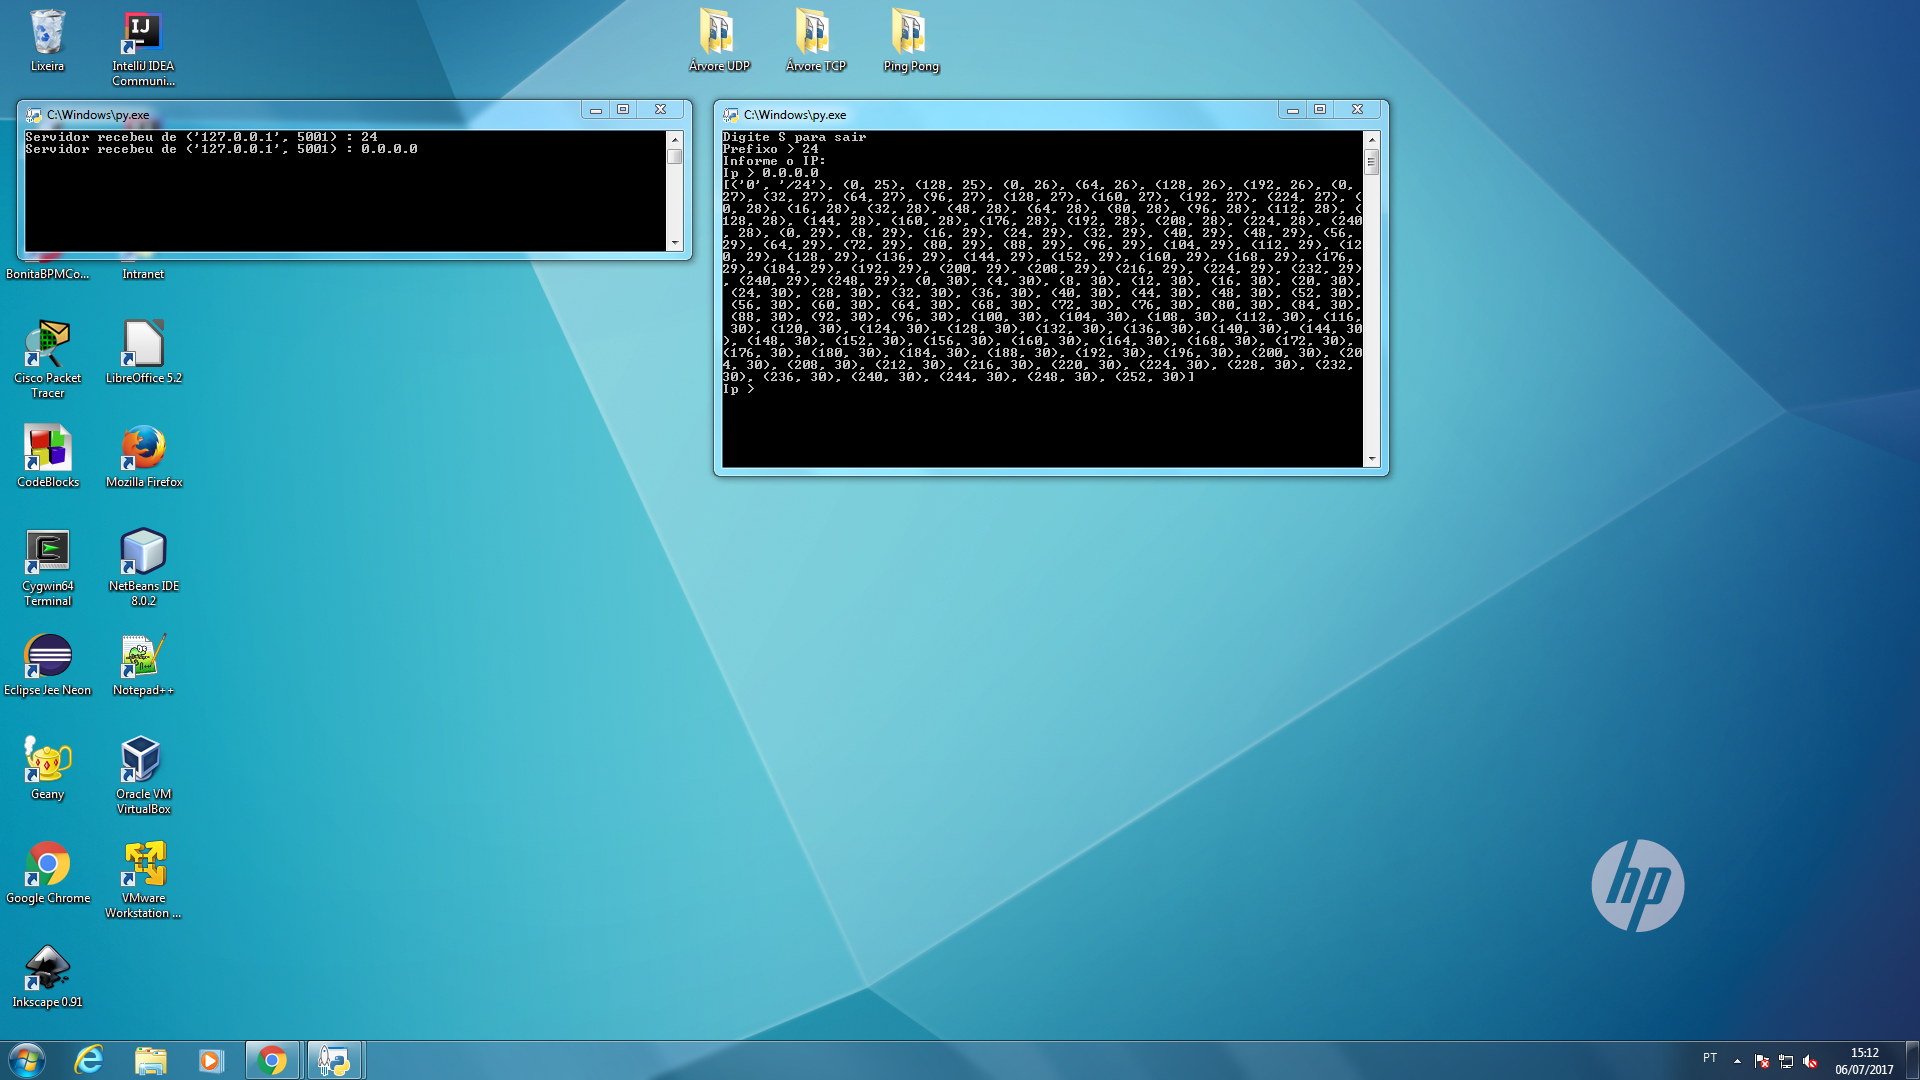 Lixeira
IntelliJ IDEA
Communi...
Árvore UDP
Árvore TCP
Ping Pong
C:\Windows\py.exe
Servidor recebeu de ('127.0.0.1', 5001) : 24
Servidor recebeu de ('127.0.0.1', 5001) : 0.0.0.0
C:\Windows\py.exe
Digite S para sair
Prefixo > 24
Informe o IP:
Ip > 0.0.0.0
[('0', '/24'), (0, 25), (128, 25), (0, 26), (64, 26), (128, 26), (192, 26), (0,
27), (32, 27), (64, 27), (96, 27), (128, 27), (160, 27), (192, 27), (224, 27), (
0, 28), (16, 28), (32, 28), (48, 28), (64, 28), (80, 28), (96, 28), (112, 28), (
128, 28), (144, 28), (160, 28), (176, 28), (192, 28), (208, 28), (224, 28), (240
, 28), (0, 29), (8, 29), (16, 29), (24, 29), (32, 29), (40, 29), (48, 29), (56,
29), (64, 29), (72, 29), (80, 29), (88, 29), (96, 29), (104, 29), (112, 29), (12
0, 29), (128, 29), (136, 29), (144, 29), (152, 29), (160, 29), (168, 29), (176,
29), (184, 29), (192, 29), (200, 29), (208, 29), (216, 29), (224, 29), (232, 29)
, (240, 29), (248, 29), (0, 30), (4, 30), (8, 30), (12, 30), (16, 30), (20, 30),
(24, 30), (28, 30), (32, 30), (36, 30), (40, 30), (44, 30), (48, 30), (52, 30),
(56, 30), (60, 30), (64, 30), (68, 30), (72, 30), (76, 30), (80, 30), (84, 30),
(88, 30), (92, 30), (96, 30), (100, 30), (104, 30), (108, 30), (112, 30), (116,
30), (120, 30), (124, 30), (128, 30), (132, 30), (136, 30), (140, 30), (144, 30
), (148, 30), (152, 30), (156, 30), (160, 30), (164, 30), (168, 30), (172, 30),
(176, 30), (180, 30), (184, 30), (188, 30), (192, 30), (196, 30), (200, 30), (20
4, 30), (208, 30), (212, 30), (216, 30), (220, 30), (224, 30), (228, 30), (232,
30), (236, 30), (240, 30), (244, 30), (248, 30), (252, 30)]
Ip >
BonitaBPMCo...
Intranet
Cisco Packet
Tracer
LibreOffice 5.2
CodeBlocks
Mozilla Firefox
Cygwin64
Terminal
NetBeans IDE
8.0.2
Eclipse Jee Neon
Notepad++
Geany
Oracle VM
VirtualBox
Google Chrome
VMware
Workstation ...
Inkscape 0.91
hp
PT
15:12
06/07/2017